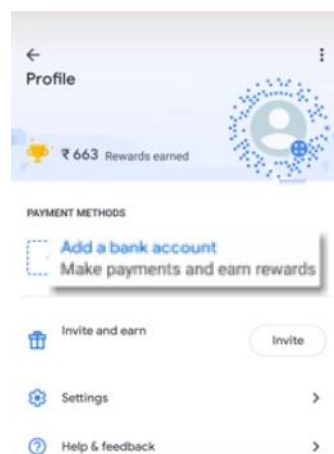 Profile
₹ 663 Rewards earned
PAYMENT METHODS
Add a bank account
Make payments and earn rewards
Invite and earn
Invite
Settings
Help & feedback